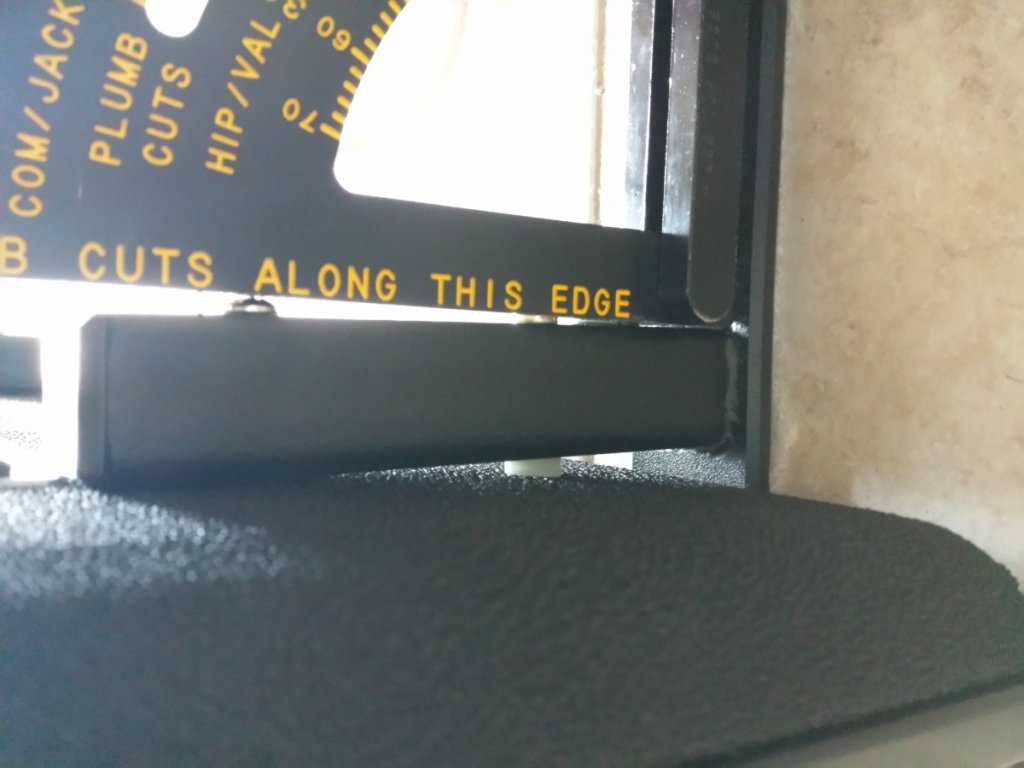 COM/JACK
PLUMB
CUTS
HIP/VAL
60
70
CUTS ALONG THIS EDGE